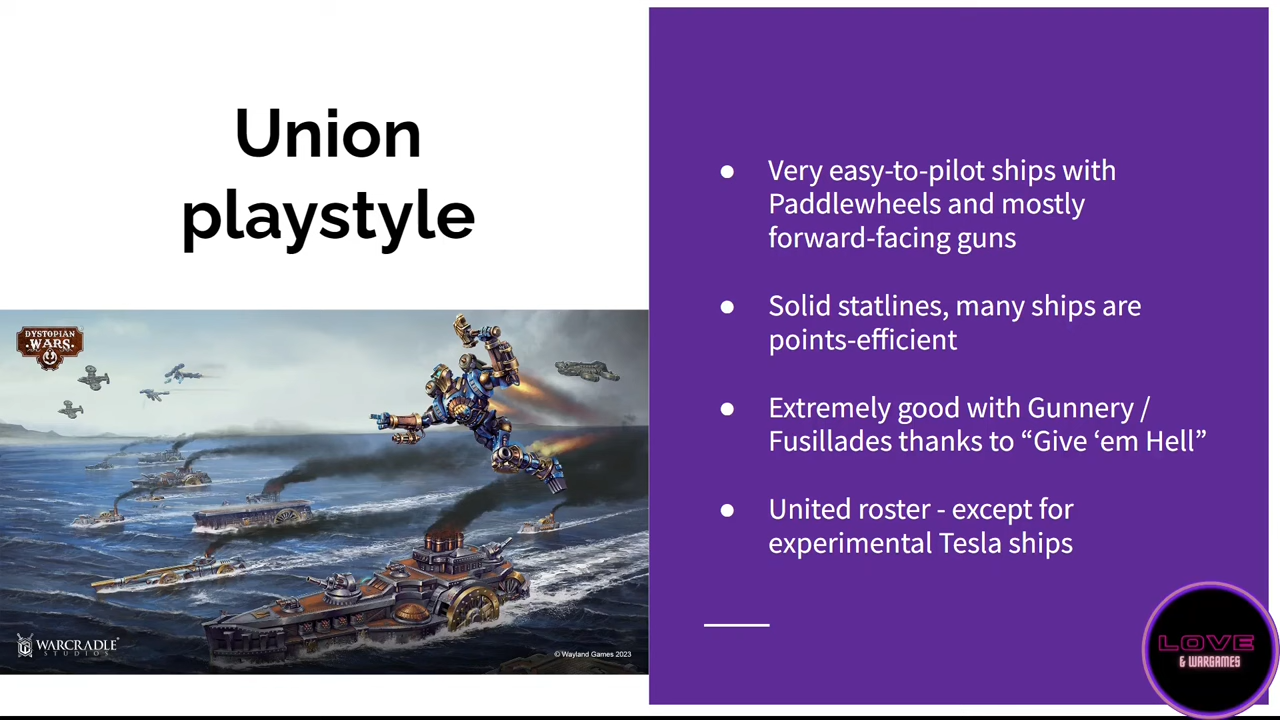 Union
playstyle
DYSTOPIAN
WARS
WARCRADLE
STUDIOS
© Wayland Games 2023
● Very easy-to-pilot ships with
Paddlewheels and mostly
forward-facing guns
● Solid statlines, many ships are
points-efficient
● Extremely good with Gunnery /
Fusillades thanks to “Give ‘em Hell”
● United roster - except for
experimental Tesla ships
LOVE
& WARGAMES